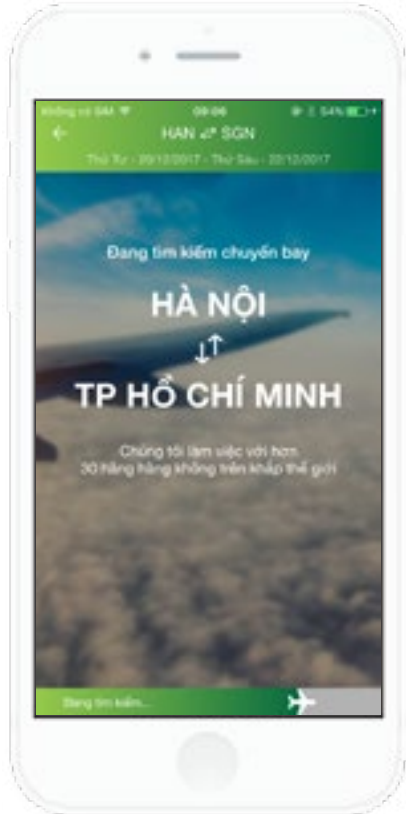 Không có SIM 09:06 54%
HAN SGN
Thứ Tư - 20/12/2017 - Thứ Sáu - 22/12/2017
Đang tìm kiếm chuyến bay
HÀ NỘI
TP HỒ CHÍ MINH
Chúng tôi làm việc với hơn
30 hãng hàng không trên khắp thế giới
Đang tìm kiếm...